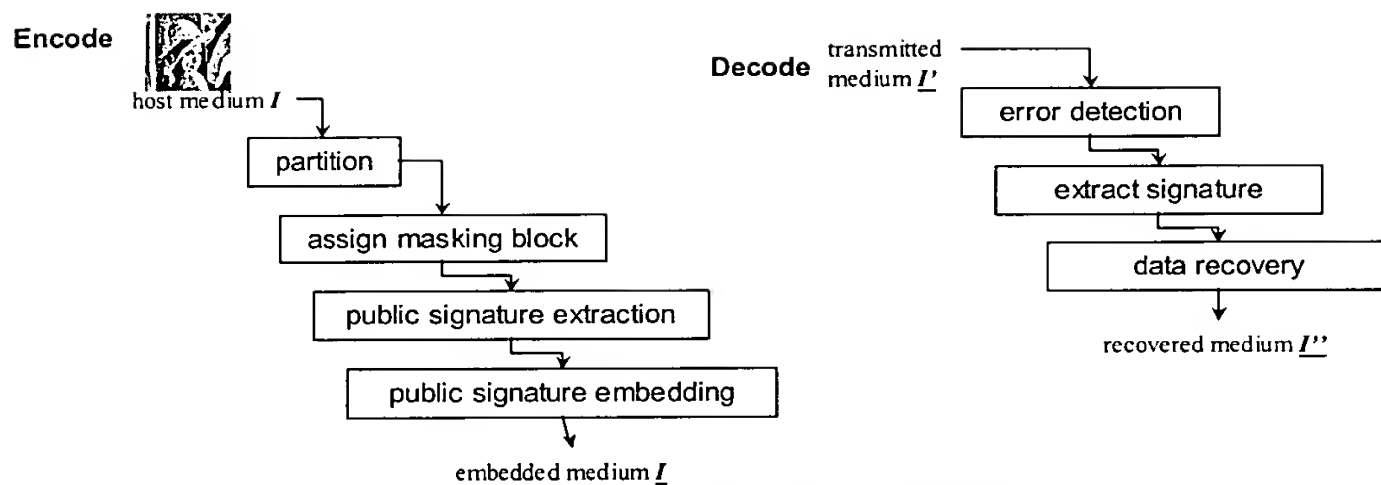 Encode
host medium I
partition
assign masking block
public signature extraction
public signature embedding
embedded medium I
Decode
transmitted
medium I'
error detection
extract signature
data recovery
recovered medium I''